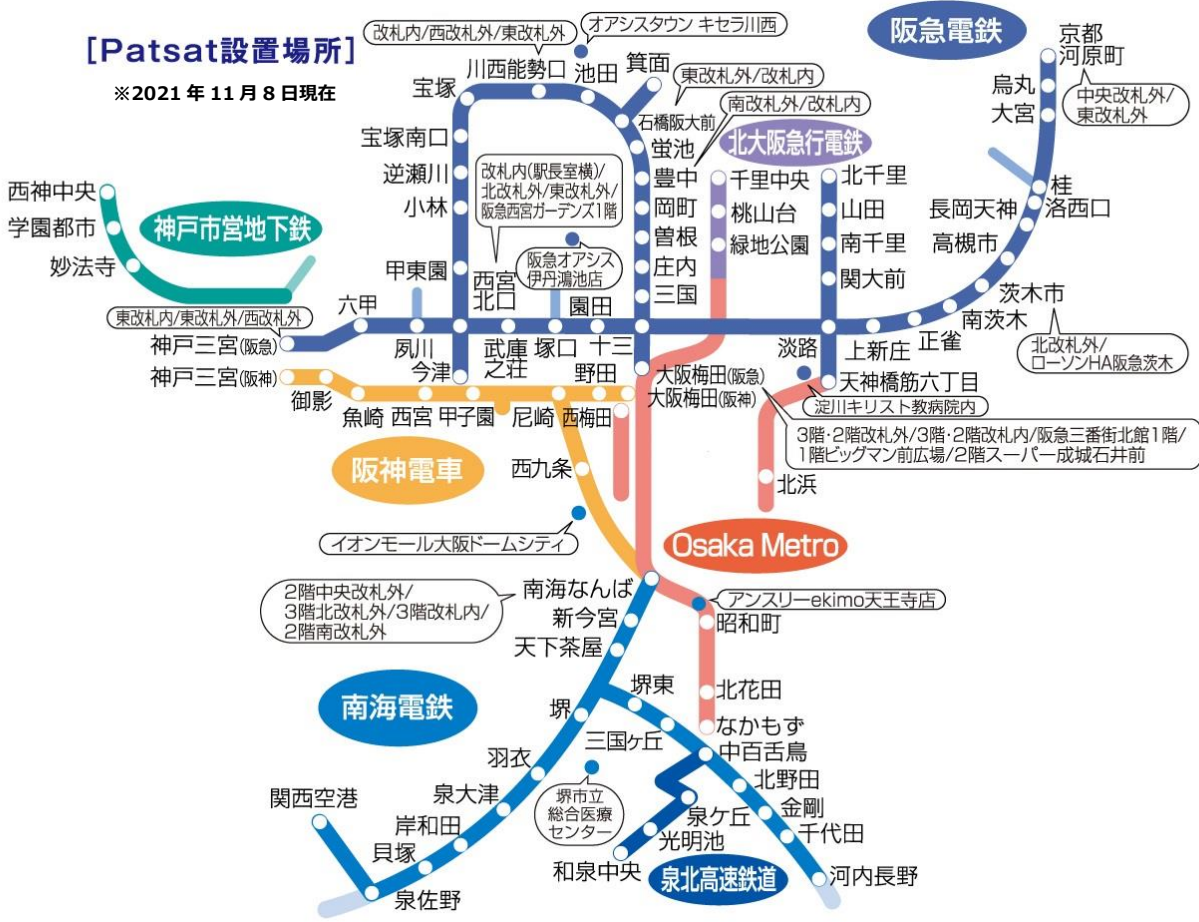 [Patsat設置場所]
※2021年11月8日現在
改札内/西改札外/東改札外
オアシスタウン キセラ川西
阪急電鉄
京都
河原町
烏丸
大宮
中央改札外/
東改札外
川西能勢口
池田
箕面
宝塚
東改札外/改札内
石橋阪大前
南改札外/改札内
宝塚南口
蛍池
北大阪急行電鉄
逆瀬川
改札内(駅長室横)/
北改札外/東改札外/
阪急西宮ガーデンズ1階
豊中
千里中央
北千里
桂
洛西口
西神中央
小林
岡町
桃山台
山田
長岡天神
学園都市
神戸市営地下鉄
曽根
緑地公園
南千里
高槻市
妙法寺
甲東園
西宮
北口
阪急オアシス
伊丹鴻池店
庄内
関大前
三国
茨木市
六甲
園田
南茨木
東改札内/東改札外/西改札外
神戸三宮(阪急)
夙川
武庫
之荘
塚口
十三
淡路
上新庄
正雀
北改札外/
ローソンHA阪急茨木
神戸三宮(阪神)
今津
野田
大阪梅田(阪急)
天神橋筋六丁目
御影
魚崎
西宮
甲子園
尼崎
西梅田
大阪梅田(阪神)
淀川キリスト教病院内
3階・2階改札外/3階・2階改札内/阪急三番街北館1階/
1階ビッグマン前広場/2階スーパー成城石井前
阪神電車
西九条
北浜
イオンモール大阪ドームシティ
Osaka Metro
2階中央改札外/
3階北改札外/3階改札内/
2階南改札外
南海なんば
アンスリーekimo天王寺店
新今宮
昭和町
天下茶屋
南海電鉄
堺東
北花田
堺
なかもず
三国ヶ丘
中百舌鳥
羽衣
北野田
関西空港
泉大津
堺市立
総合医療
センター
泉ケ丘
金剛
岸和田
光明池
千代田
貝塚
和泉中央
泉北高速鉄道
河内長野
泉佐野